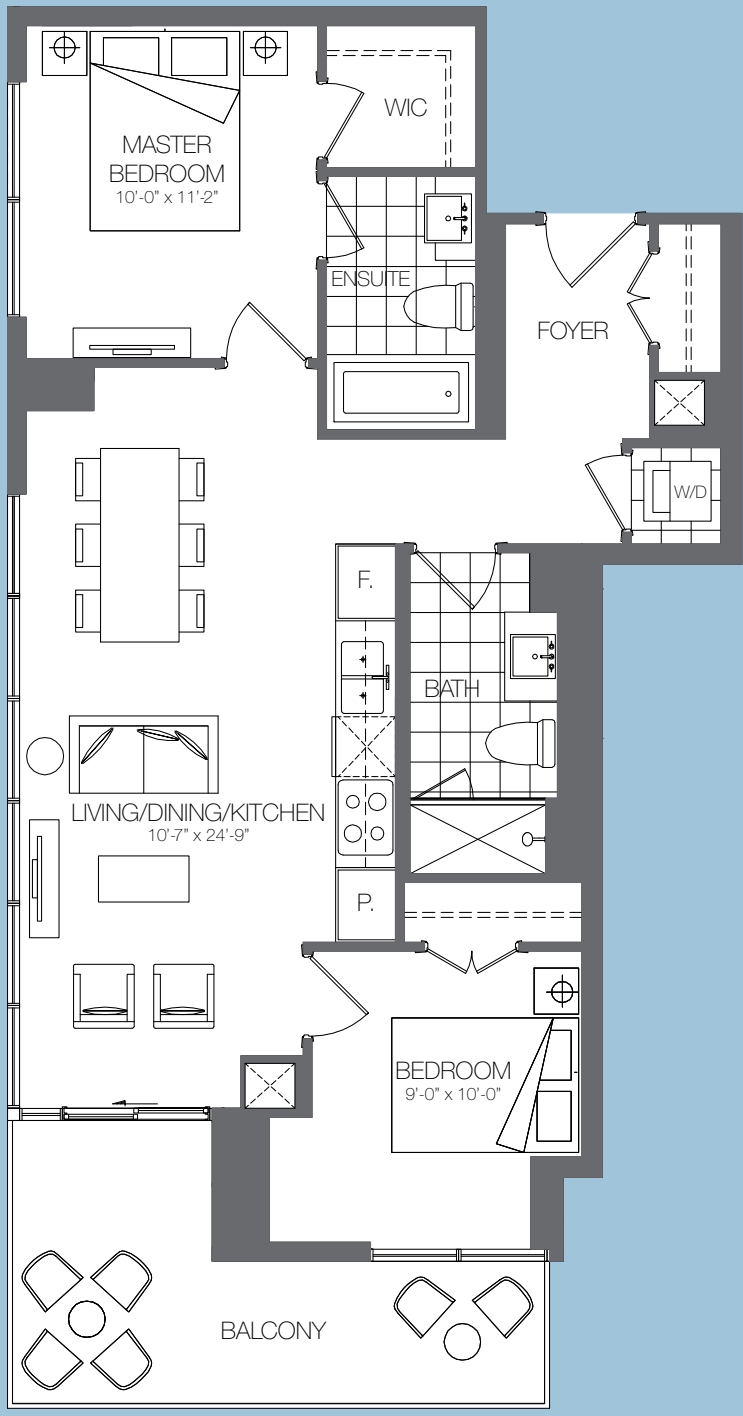 MASTER
BEDROOM
10'-0" x 11'-2"
WIC
ENSUITE
FOYER
W/D
F.
BATH
LIVING/DINING/KITCHEN
10'-7" x 24'-9"
P.
BEDROOM
9'-0" x 10'-0"
BALCONY